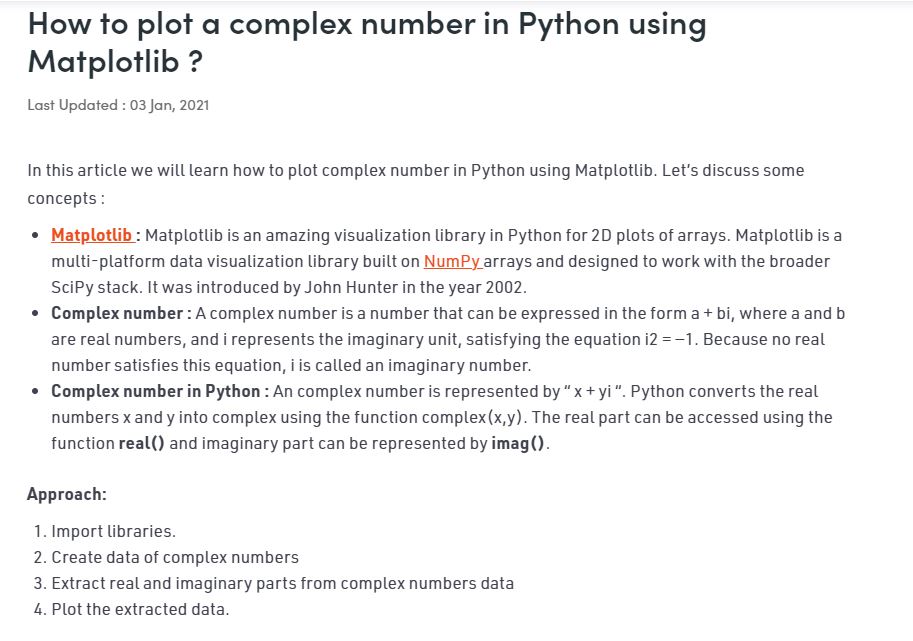 How to plot a complex number in Python using
Matplotlib ?
Last Updated : 03 Jan, 2021
In this article we will learn how to plot complex number in Python using Matplotlib. Let’s discuss some
concepts :
• Matplotlib : Matplotlib is an amazing visualization library in Python for 2D plots of arrays. Matplotlib is a
multi-platform data visualization library built on NumPy arrays and designed to work with the broader
SciPy stack. It was introduced by John Hunter in the year 2002.
• Complex number : A complex number is a number that can be expressed in the form a + bi, where a and b
are real numbers, and i represents the imaginary unit, satisfying the equation i2 = −1. Because no real
number satisfies this equation, i is called an imaginary number.
• Complex number in Python : An complex number is represented by “ x + yi “. Python converts the real
numbers x and y into complex using the function complex(x,y). The real part can be accessed using the
function real() and imaginary part can be represented by imag().
Approach:
1. Import libraries.
2. Create data of complex numbers
3. Extract real and imaginary parts from complex numbers data
4. Plot the extracted data.